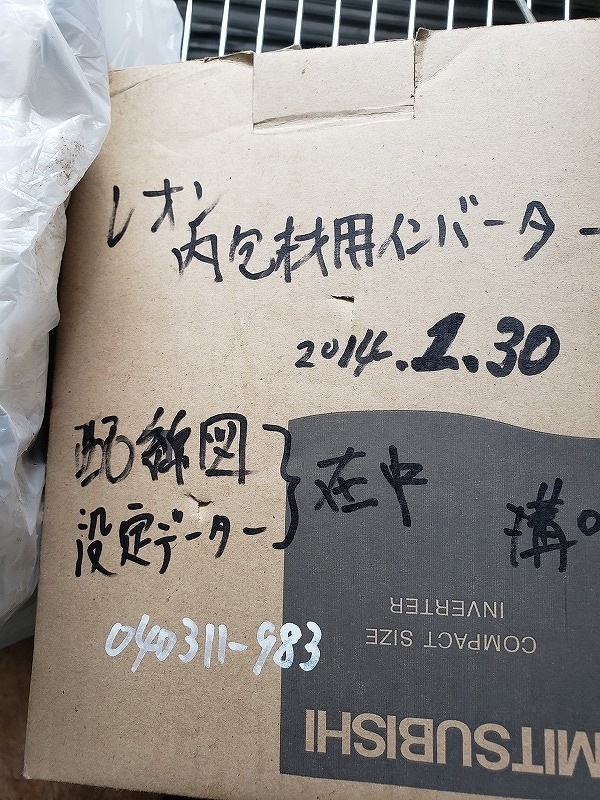 レオン
内包材用インバーター
2014.1.30
配線図
設定データー
在中
溝
040311-983
COMPACT SIZE
INVERTER
MITSUBISHI